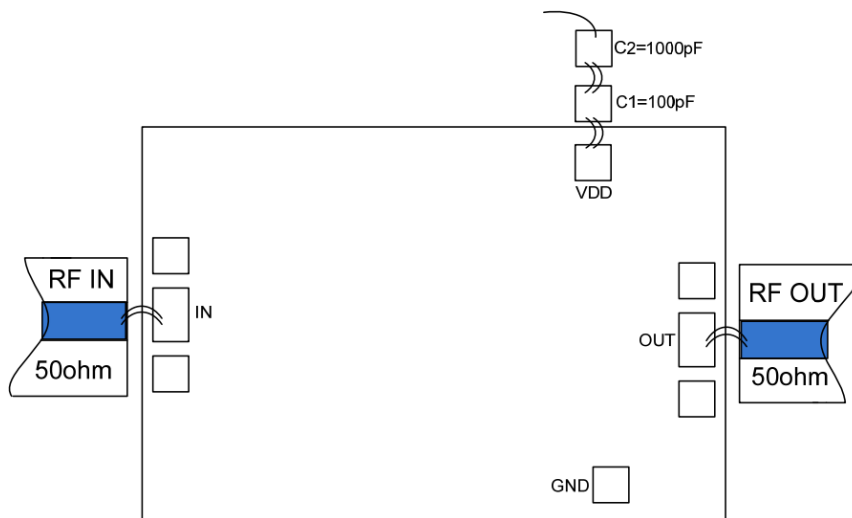 C2=1000pF
C1=100pF
VDD
RF IN
IN
50ohm
RF OUT
OUT
50ohm
GND